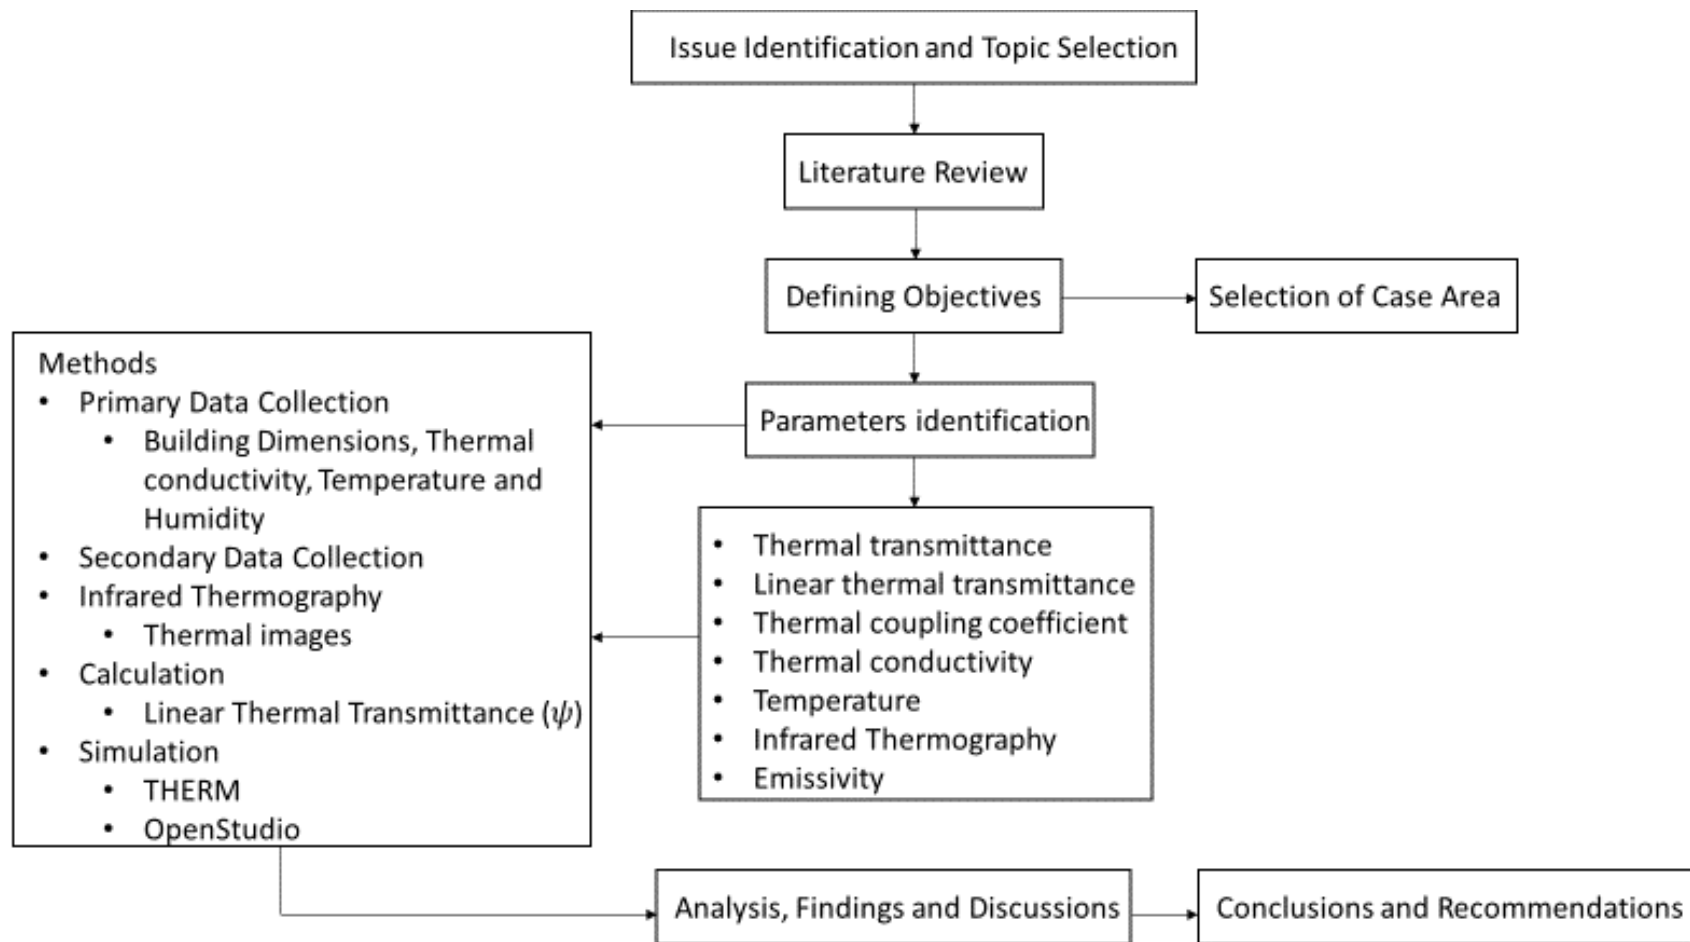 Issue Identification and Topic Selection
Literature Review
Defining Objectives
Selection of Case Area
Parameters identification
Methods
• Primary Data Collection
• Building Dimensions, Thermal
conductivity, Temperature and
Humidity
• Secondary Data Collection
• Infrared Thermography
• Thermal images
• Calculation
• Linear Thermal Transmittance (ψ)
• Simulation
• THERM
• OpenStudio
• Thermal transmittance
• Linear thermal transmittance
• Thermal coupling coefficient
• Thermal conductivity
• Temperature
• Infrared Thermography
• Emissivity
Analysis, Findings and Discussions
Conclusions and Recommendations